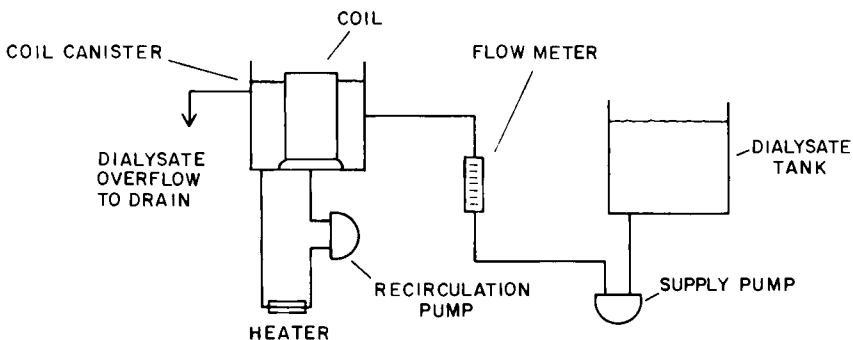 COIL
COIL CANISTER
FLOW METER
DIALYSATE
OVERFLOW
TO DRAIN
DIALYSATE
TANK
RECIRCULATION
PUMP
SUPPLY PUMP
HEATER